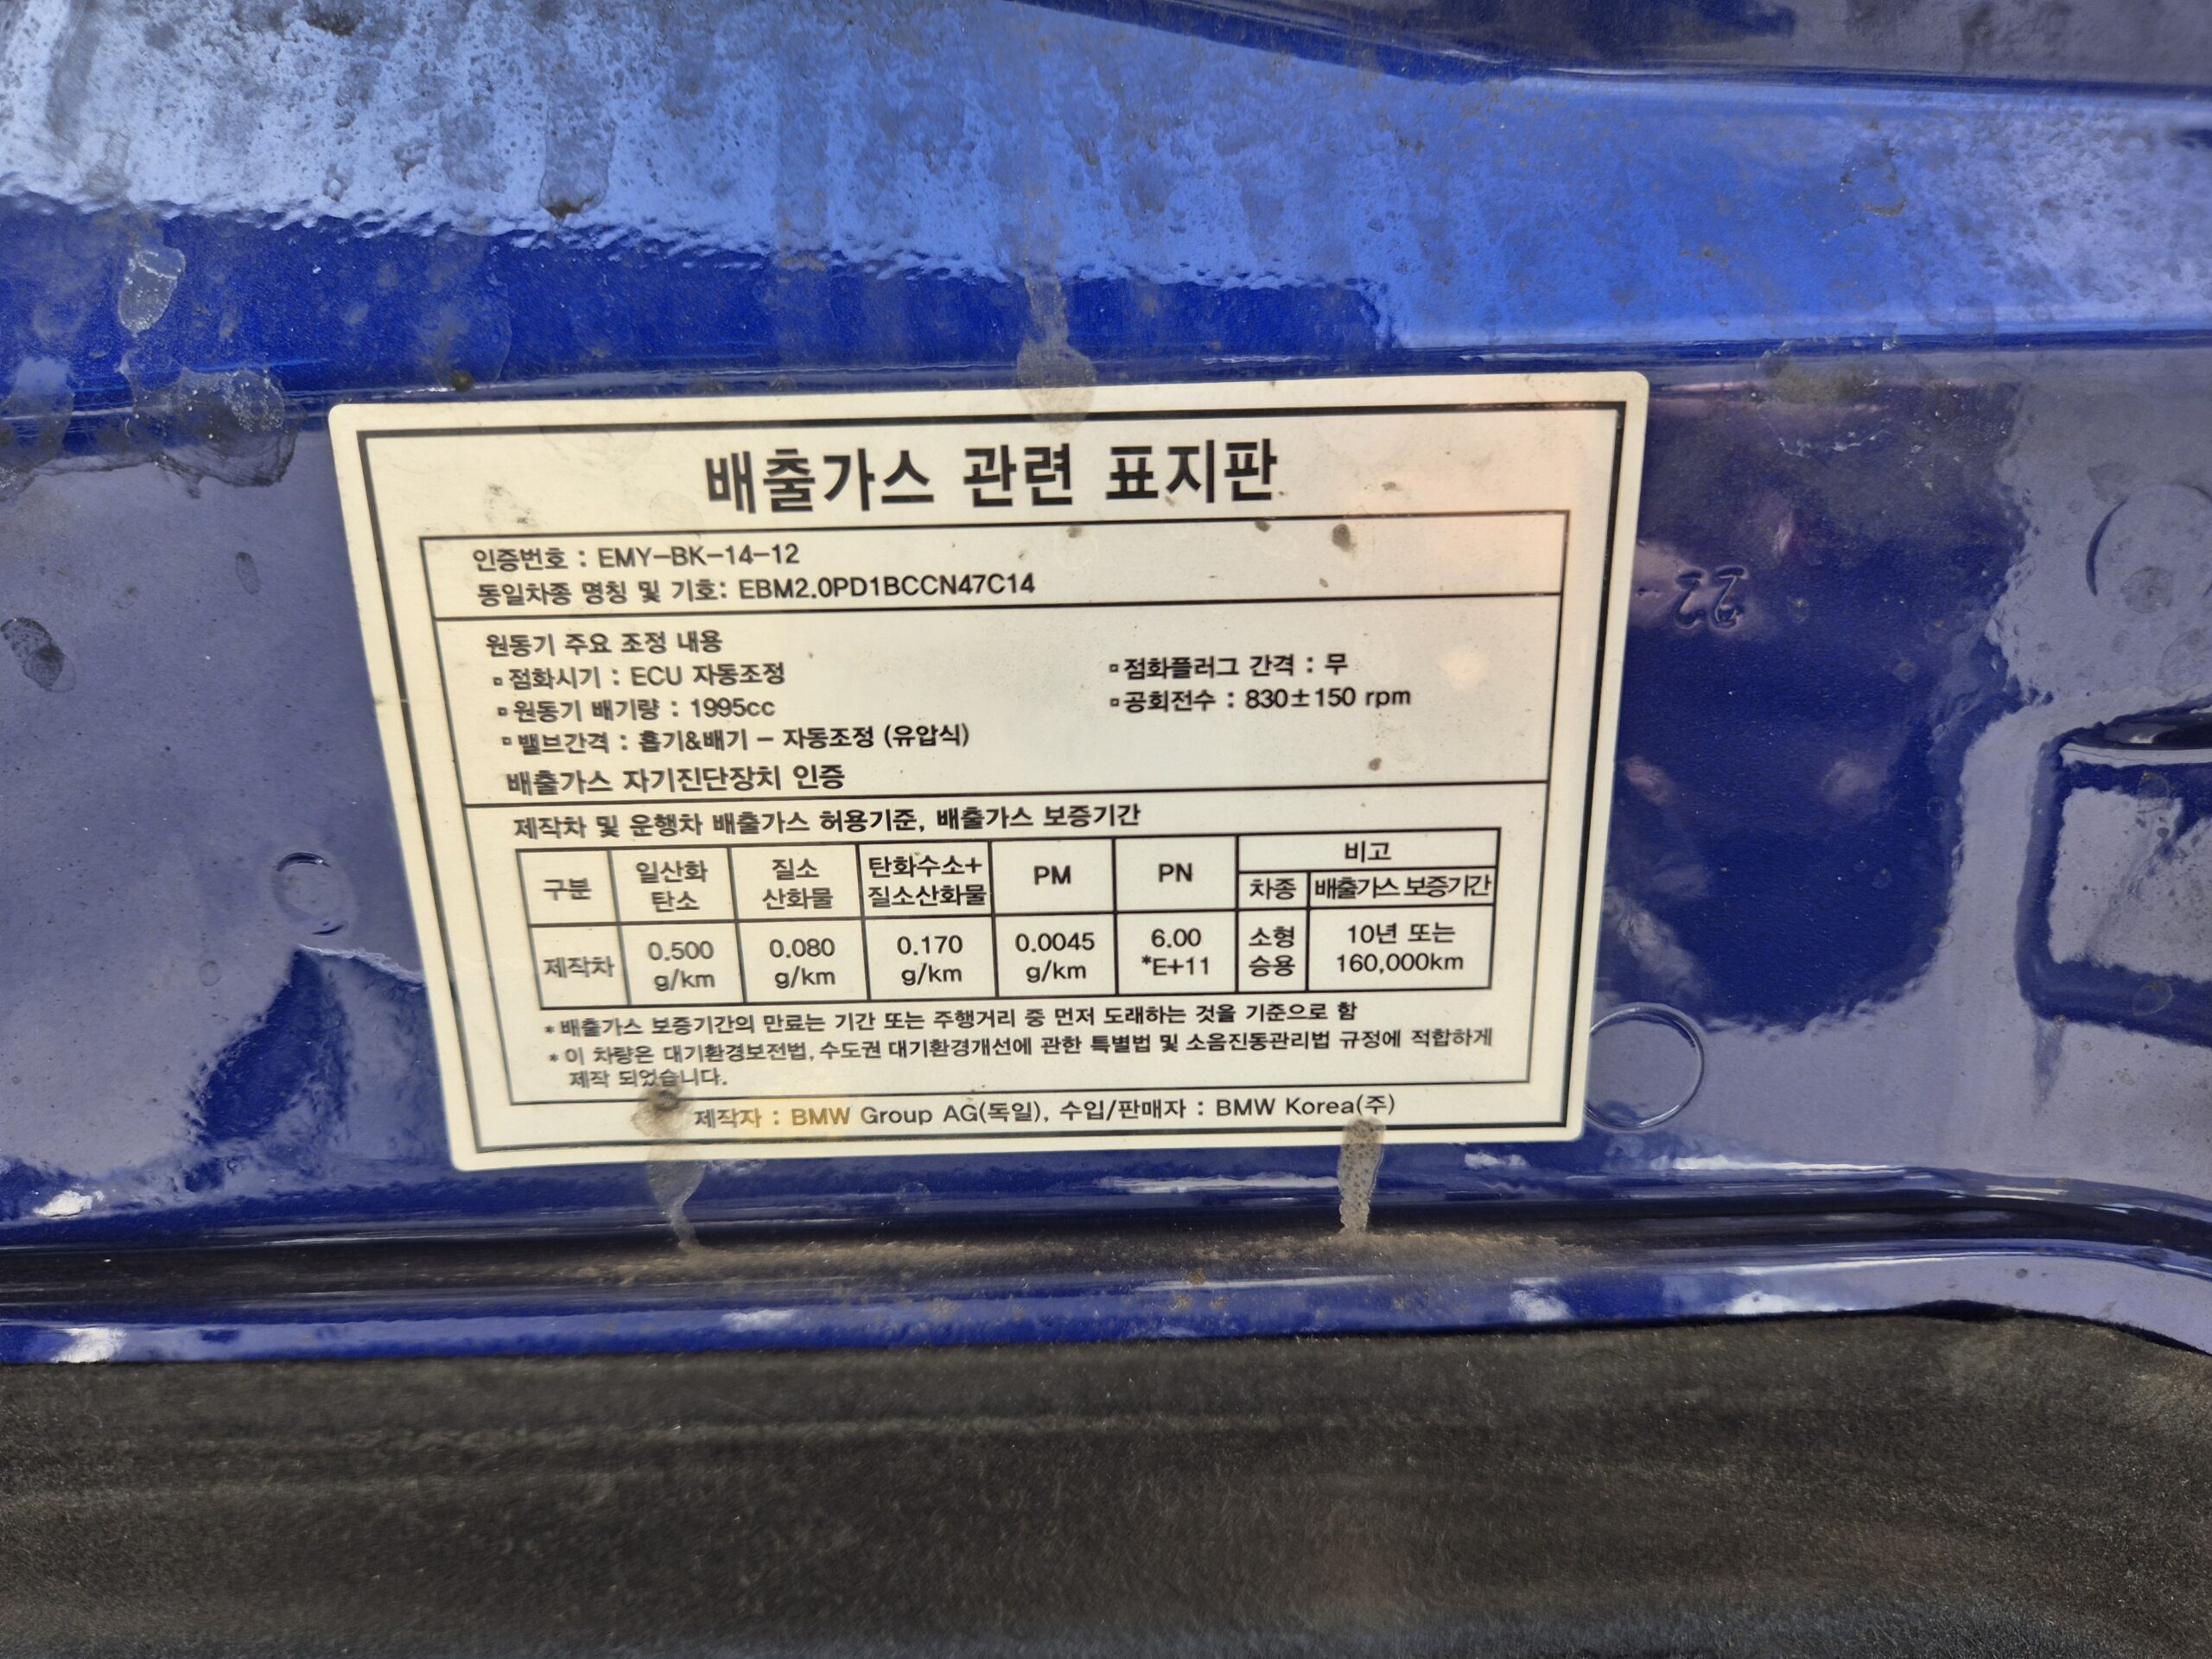 배출가스 관련 표지판
인증번호 : EMY-BK-14-12
동일차종 명칭 및 기호: EBM2.0PD1BCCN47C14
원동기 주요 조정 내용
▫점화시기 : ECU 자동조정 ▫점화플러그 간격 : 무
▫원동기 배기량 : 1995cc ▫공회전수 : 830±150 rpm
▫밸브간격 : 흡기&배기 - 자동조정 (유압식)
배출가스 자기진단장치 인증
제작차 및 운행차 배출가스 허용기준, 배출가스 보증기간
구분 일산화 탄소 질소 산화물 탄화수소+ 질소산화물 PM PN 비고
차종 배출가스 보증기간
제작차 0.500 g/km 0.080 g/km 0.170 g/km 0.0045 g/km 6.00 *E+11 소형 승용 10년 또는 160,000km
* 배출가스 보증기간의 만료는 기간 또는 주행거리 중 먼저 도래하는 것을 기준으로 함
* 이 차량은 대기환경보전법, 수도권 대기환경개선에 관한 특별법 및 소음진동관리법 규정에 적합하게
제작 되었습니다.
제작자 : BMW Group AG(독일), 수입/판매자 : BMW Korea(주)